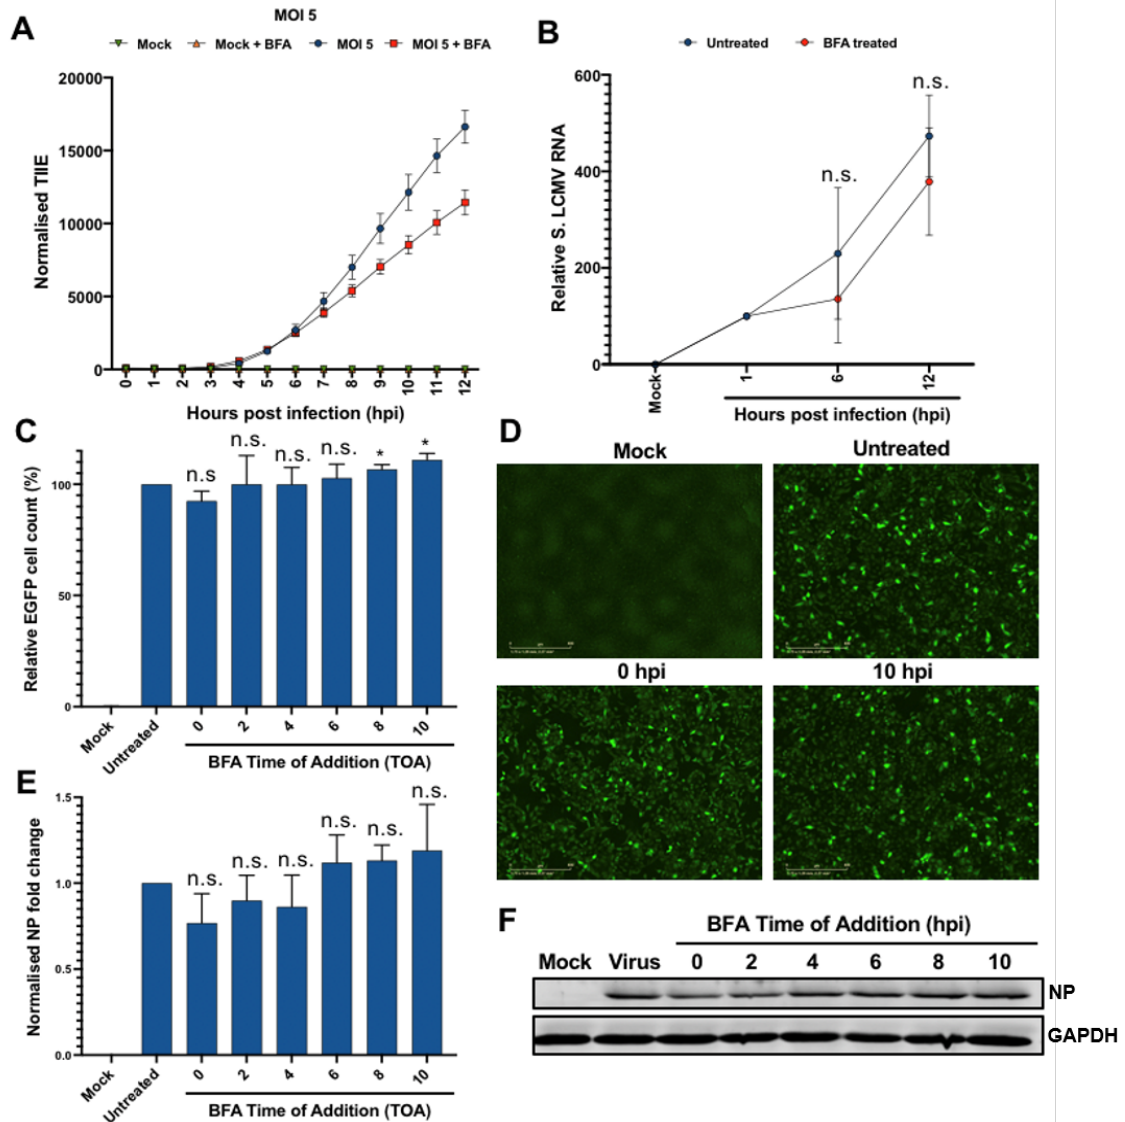 A
MOI 5
Mock Mock + BFA MOI 5 MOI 5 + BFA
20000
15000
10000
5000
0
Normalised TIIE
0 1 2 3 4 5 6 7 8 9 10 11 12
Hours post infection (hpi)
B
Untreated BFA treated
600
400
200
0
Relative S. LCMV RNA
n.s.
n.s.
Mock 1 6 12
Hours post infection (hpi)
C
100
50
0
Relative EGFP cell count (%)
n.s n.s. n.s. n.s. * *
Mock Untreated 0 2 4 6 8 10
BFA Time of Addition (TOA)
D
Mock Untreated
0 hpi 10 hpi
E
1.5
1.0
0.5
0.0
Normalised NP fold change
n.s. n.s. n.s. n.s. n.s. n.s.
Mock Untreated 0 2 4 6 8 10
BFA Time of Addition (TOA)
F
BFA Time of Addition (hpi)
Mock Virus 0 2 4 6 8 10
NP
GAPDH